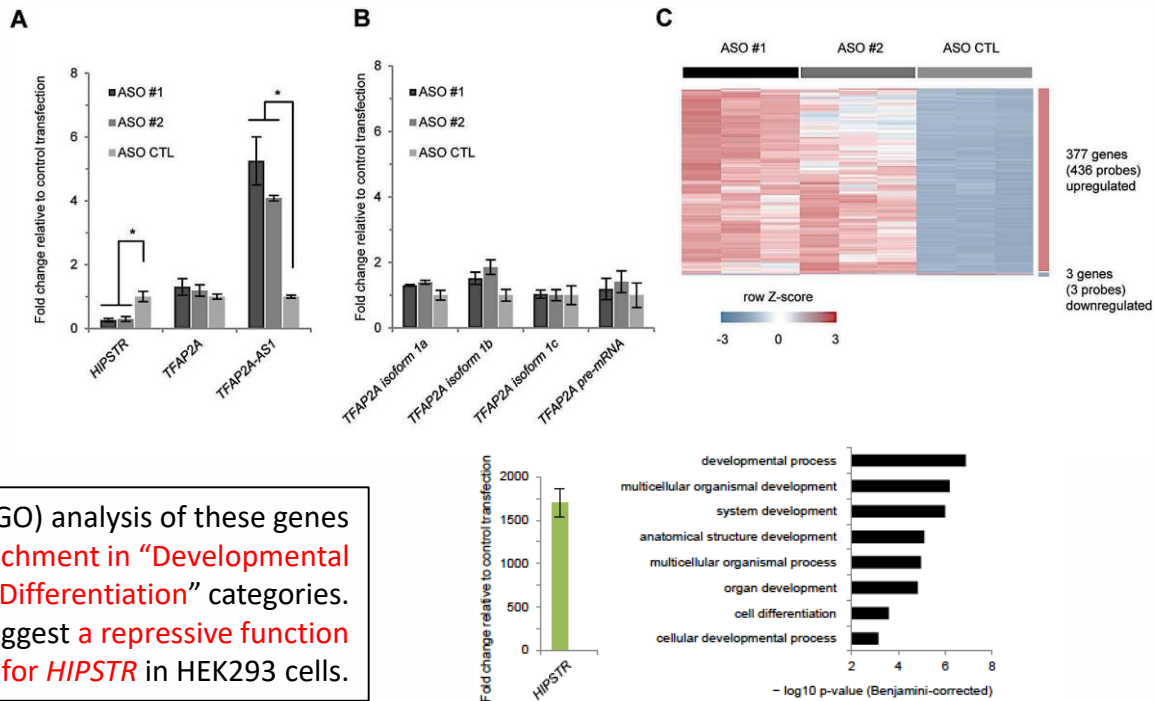 A
Fold change relative to control transfection
8
6
4
2
0
ASO #1
ASO #2
ASO CTL
*
*
HIPSTR
TFAP2A
TFAP2A-AS1
B
Fold change relative to control transfection
8
6
4
2
0
ASO #1
ASO #2
ASO CTL
TFAP2A isoform 1a
TFAP2A isoform 1b
TFAP2A isoform 1c
TFAP2A pre-mRNA
C
ASO #1
ASO #2
ASO CTL
377 genes
(436 probes)
upregulated
3 genes
(3 probes)
downregulated
row Z-score
-3
0
3
GO) analysis of these genes
chment in “Developmental
Differentiation” categories.
ggest a repressive function
for HIPSTR in HEK293 cells.
Fold change relative to control transfection
2000
1500
1000
500
0
HIPSTR
developmental process
multicellular organismal development
system development
anatomical structure development
multicellular organismal process
organ development
cell differentiation
cellular developmental process
2
4
6
8
− log10 p-value (Benjamini-corrected)